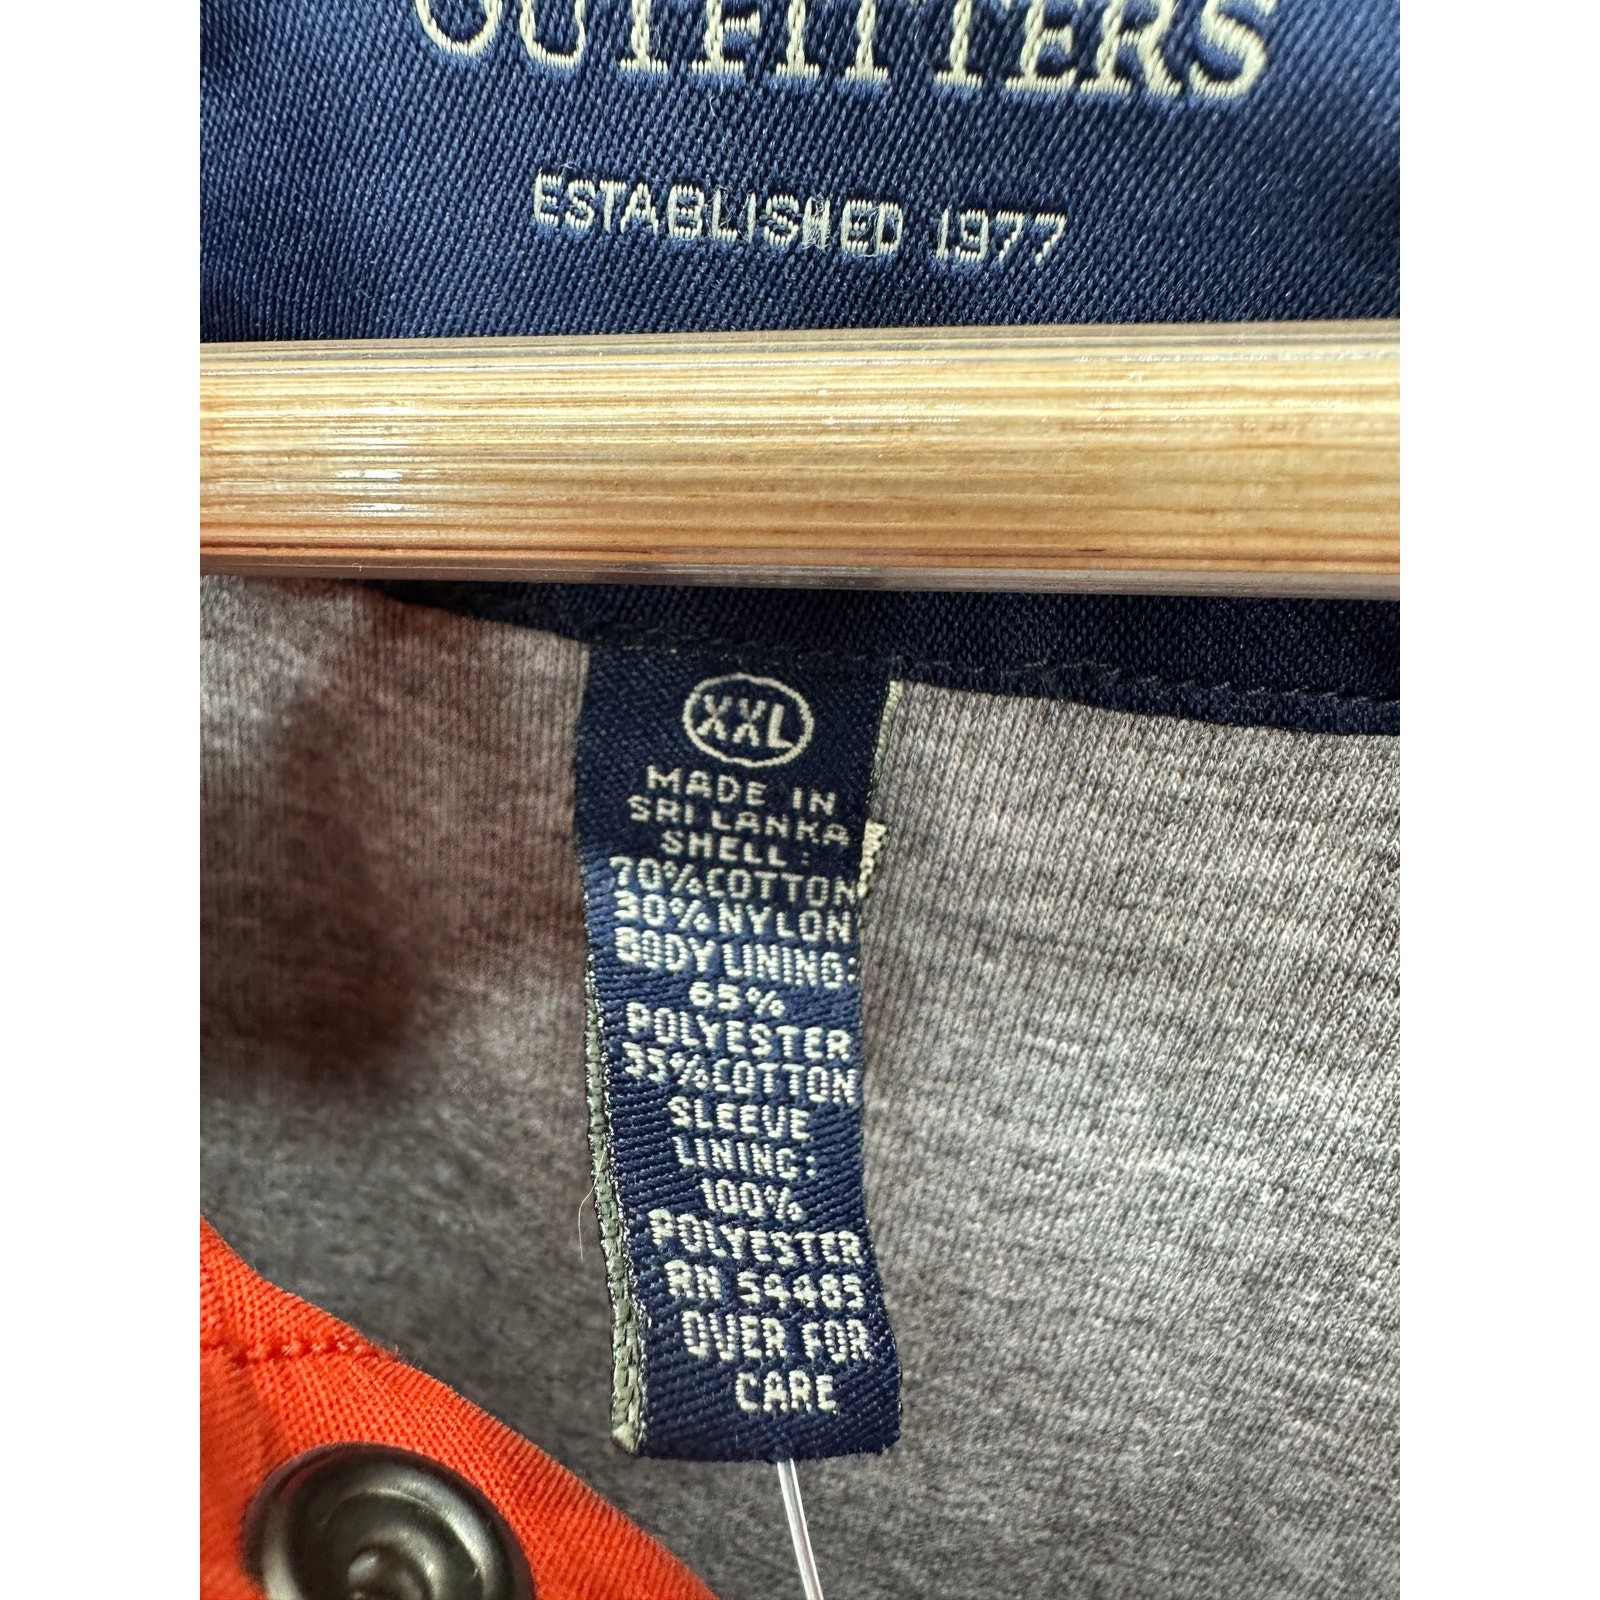 OUTFITTERS
ESTABLISHED 1977
XXL
MADE IN
SRI LANKA
SHELL:
70% COTTON
30% NYLON
BODY LINING:
65%
POLYESTER
35% COTTON
SLEEVE
LINING:
100%
POLYESTER
RN 54485
OVER FOR
CARE